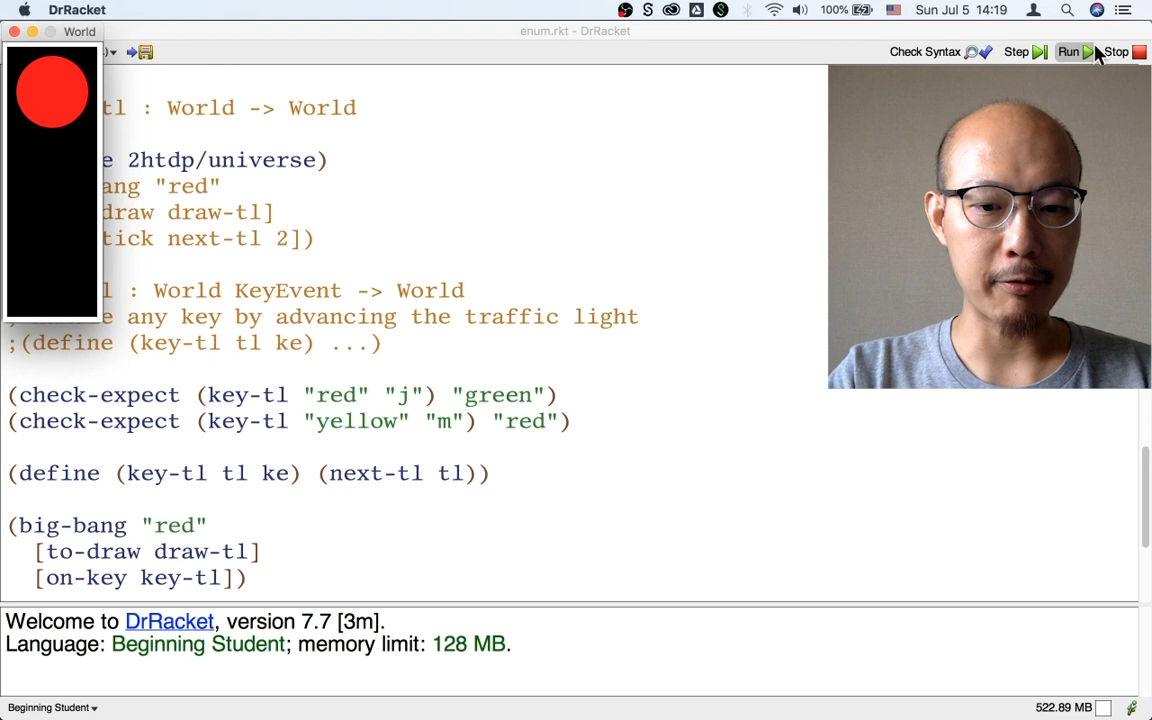 DrRacket
100%
Sun Jul 5 14:19
World
enum.rkt - DrRacket
Check Syntax
Step
Run
Stop
tl : World -> World
e 2htdp/universe)
ang "red"
draw draw-tl]
tick next-tl 2])
l : World KeyEvent -> World
any key by advancing the traffic light
;(define (key-tl tl ke) ...)
(check-expect (key-tl "red" "j") "green")
(check-expect (key-tl "yellow" "m") "red")
(define (key-tl tl ke) (next-tl tl))
(big-bang "red"
[to-draw draw-tl]
[on-key key-tl])
Welcome to DrRacket, version 7.7 [3m].
Language: Beginning Student; memory limit: 128 MB.
Beginning Student
522.89 MB